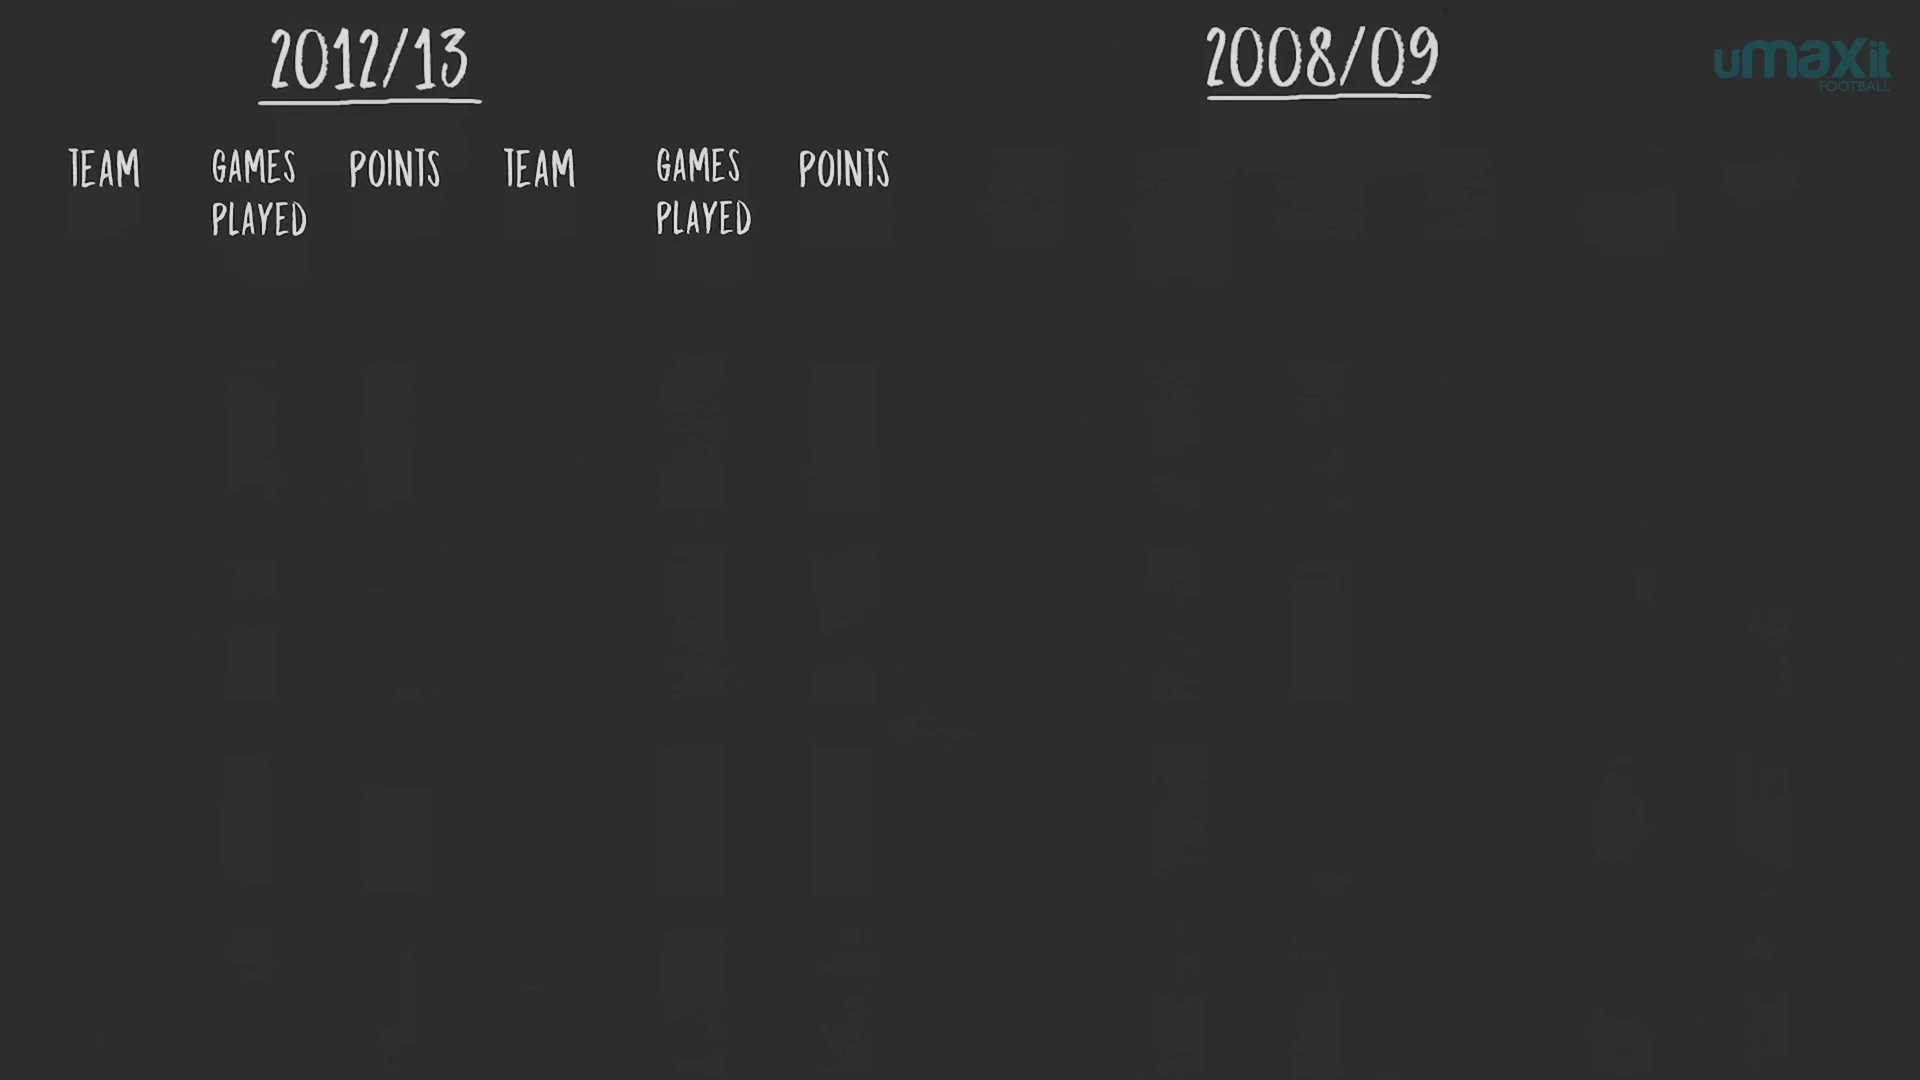 2012/13
2008/09
umaxit
FOOTBALL
TEAM GAMES PLAYED POINTS TEAM GAMES PLAYED POINTS